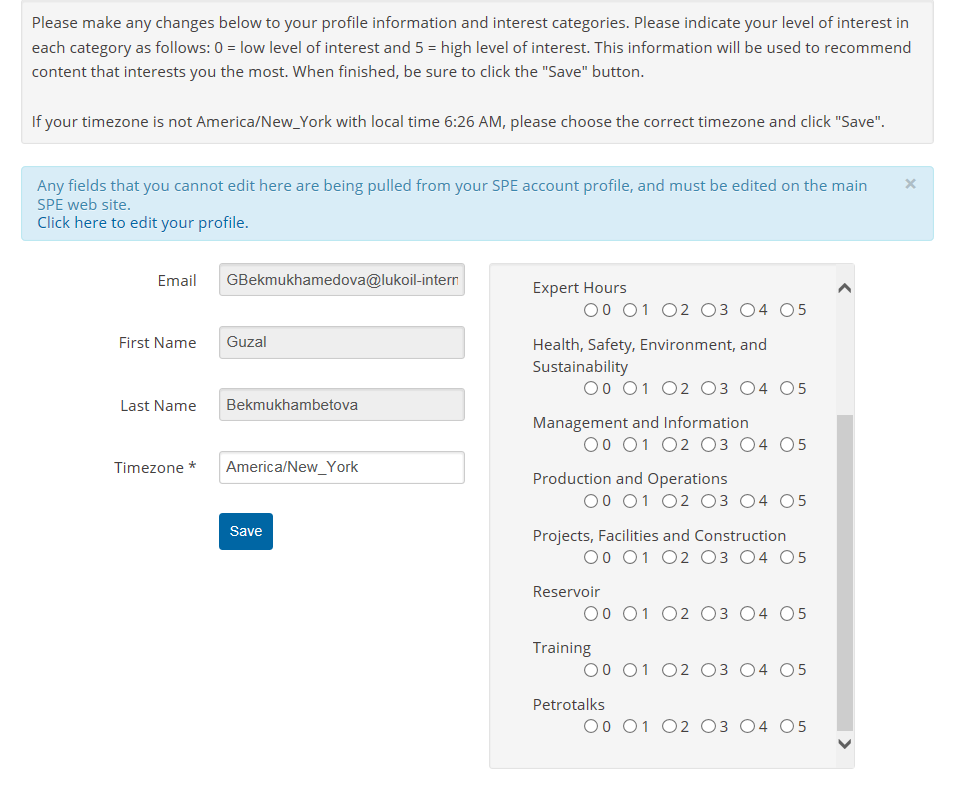 Please make any changes below to your profile information and interest categories. Please indicate your level of interest in
each category as follows: 0 = low level of interest and 5 = high level of interest. This information will be used to recommend
content that interests you the most. When finished, be sure to click the "Save" button.
If your timezone is not America/New_York with local time 6:26 AM, please choose the correct timezone and click "Save".
Any fields that you cannot edit here are being pulled from your SPE account profile, and must be edited on the main
SPE web site.
Click here to edit your profile.
Email GBekmukhamedova@lukoil-intern
First Name Guzal
Last Name Bekmukhambetova
Timezone * America/New_York
Save
Expert Hours
0 1 2 3 4 5
Health, Safety, Environment, and
Sustainability
0 1 2 3 4 5
Management and Information
0 1 2 3 4 5
Production and Operations
0 1 2 3 4 5
Projects, Facilities and Construction
0 1 2 3 4 5
Reservoir
0 1 2 3 4 5
Training
0 1 2 3 4 5
Petrotalks
0 1 2 3 4 5